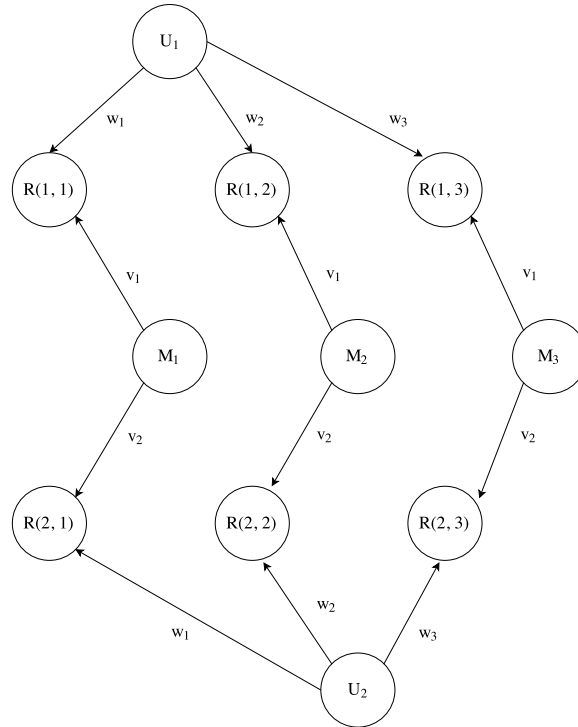 U₁
w₁ w₂ w₃
R(1, 1) R(1, 2) R(1, 3)
v₁ v₁ v₁
M₁ M₂ M₃
v₂ v₂ v₂
R(2, 1) R(2, 2) R(2, 3)
w₁ w₂ w₃
U₂